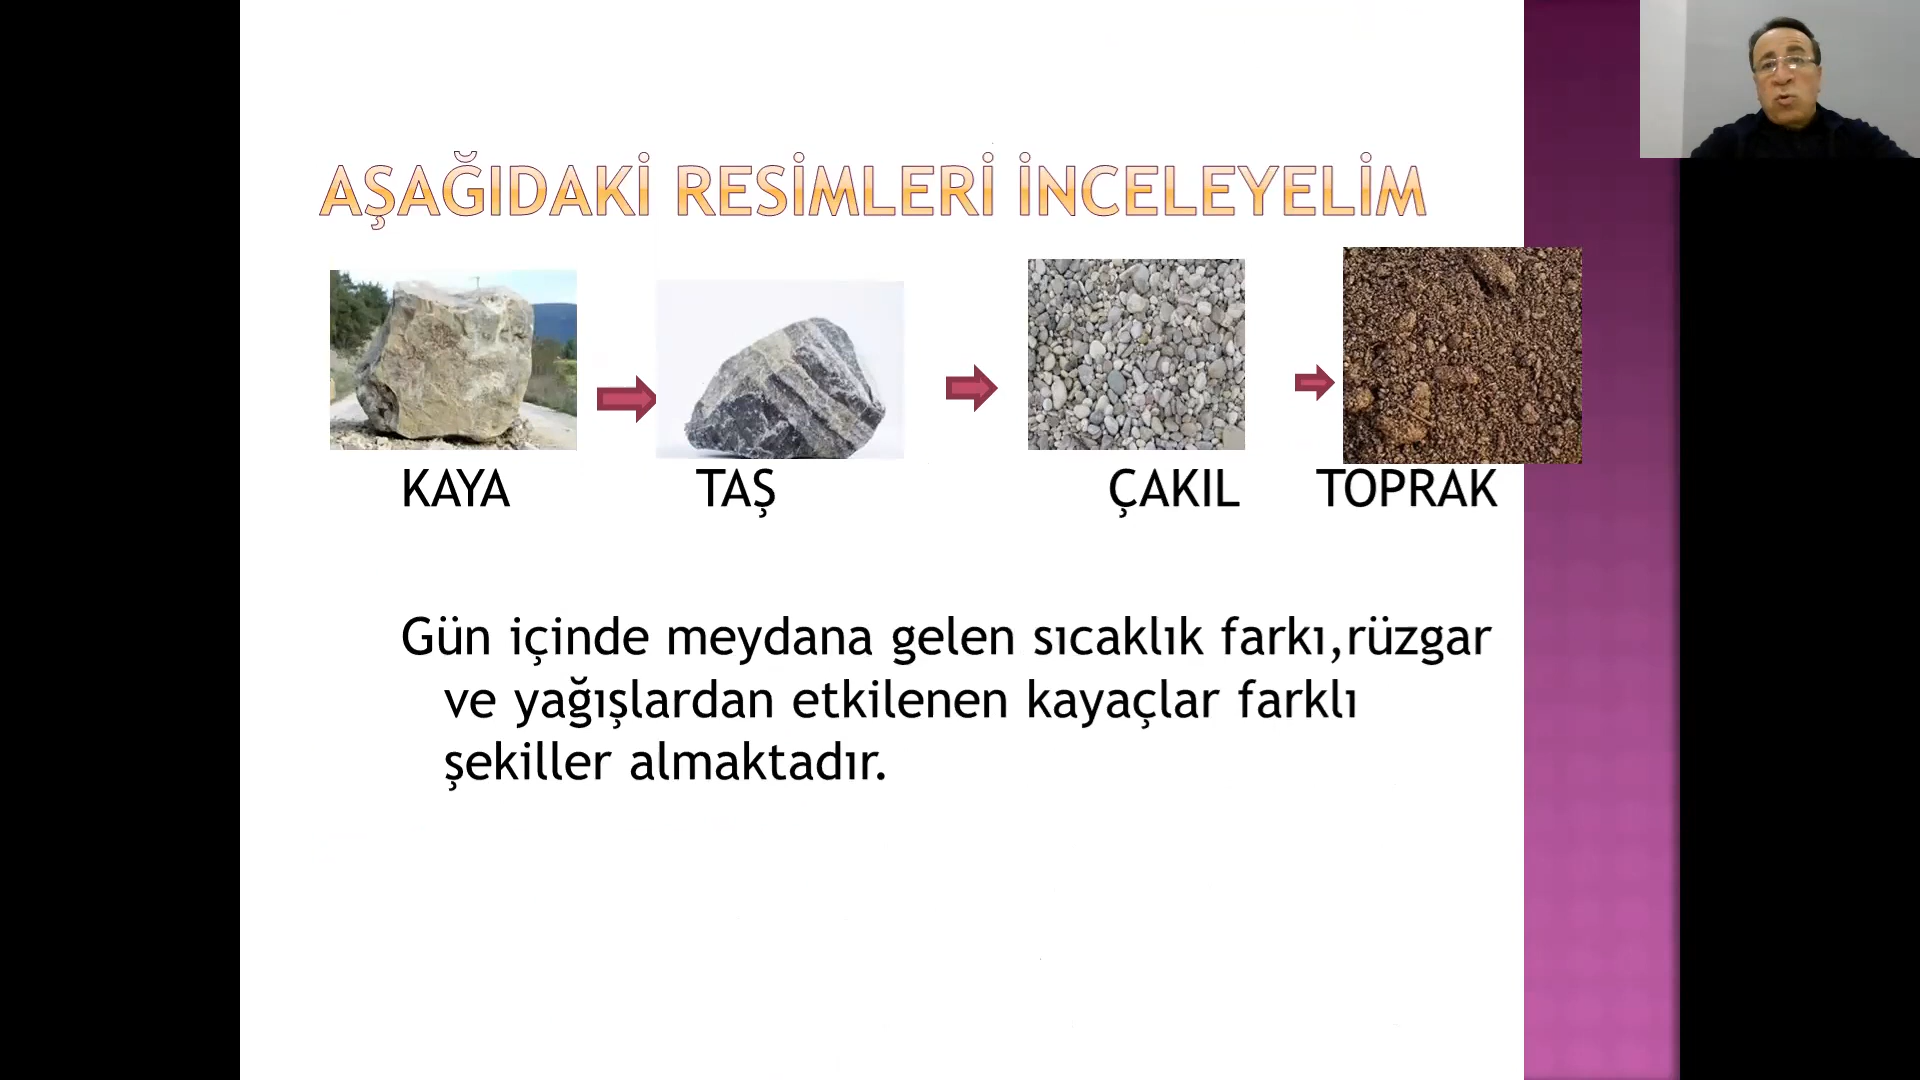 AŞAĞIDAKİ RESİMLERİ İNCELEYELİM
KAYA TAŞ ÇAKIL TOPRAK
Gün içinde meydana gelen sıcaklık farkı,rüzgar
ve yağışlardan etkilenen kayaçlar farklı
şekiller almaktadır.